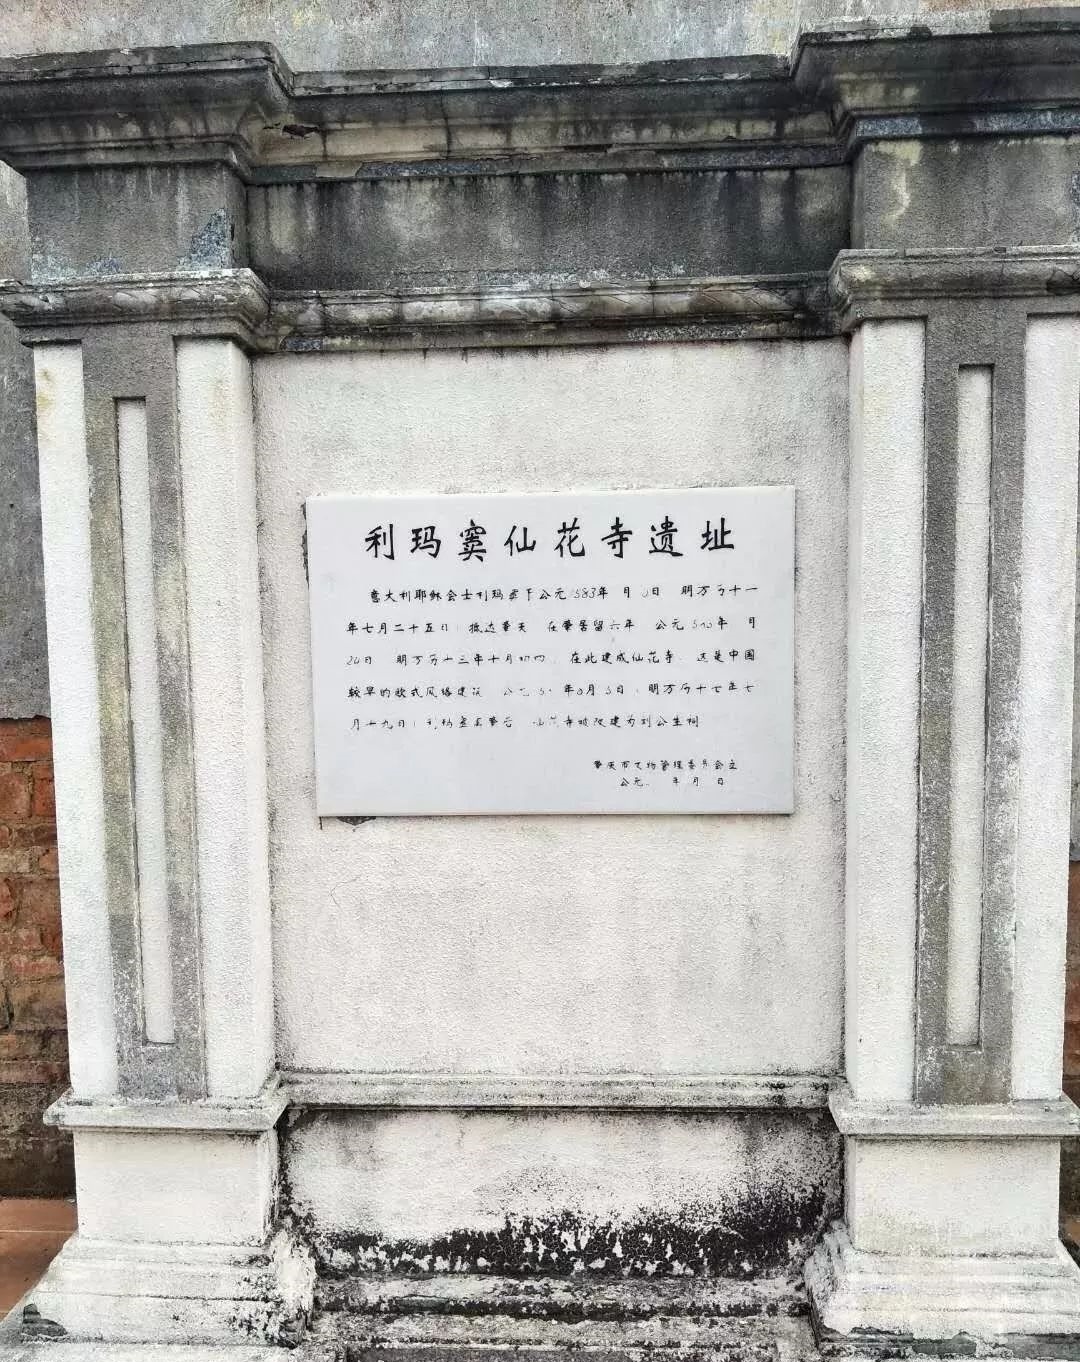 利玛窦仙花寺遗址
意大利耶稣会士利玛窦于公元1583年 月 日 明万历十一
年七月二十五日 抵达肇庆 在肇居留六年 公元 年 月
24日 明万历十三年十月初四 在此建成仙花寺 这是中国
较早的欧式风格建筑 公元 年8月3日 明万历十七年七
月十九日 利玛窦离肇后 仙花寺被改建为刘公生祠
肇庆市文物管理委员会立
公元 年 月 日